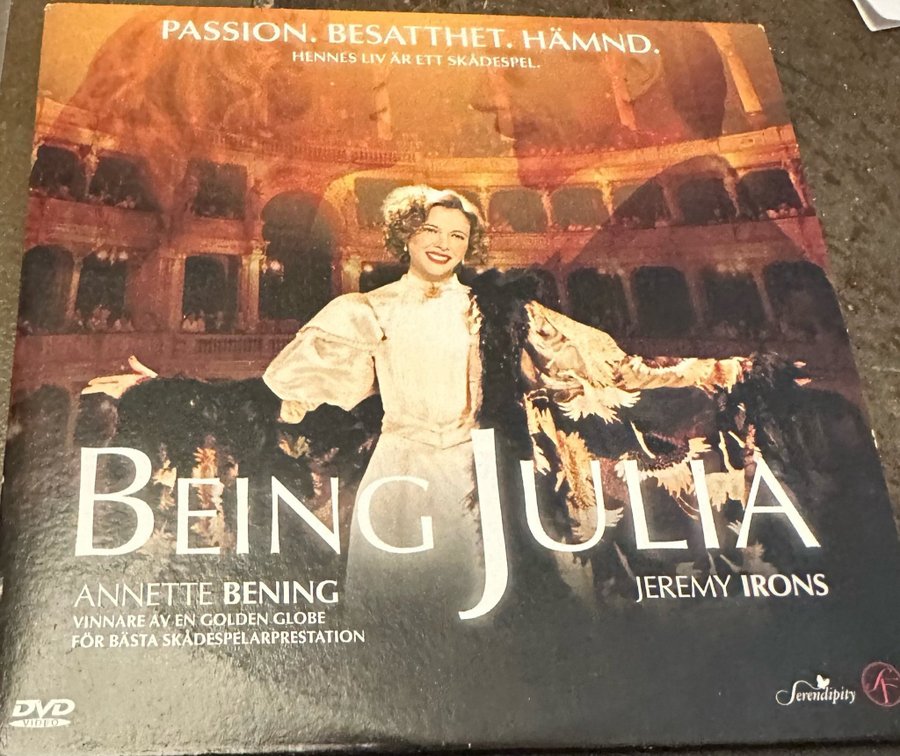 PASSION. BESATTHET. HÄMND.
HENNES LIV ÄR ETT SKÅDESPEL.
BEING JULIA
ANNETTE BENING
JEREMY IRONS
VINNARE AV EN GOLDEN GLOBE
FÖR BÄSTA SKÅDESPELARPRESTATION
DVD
VIDEO
Serendipity
SF